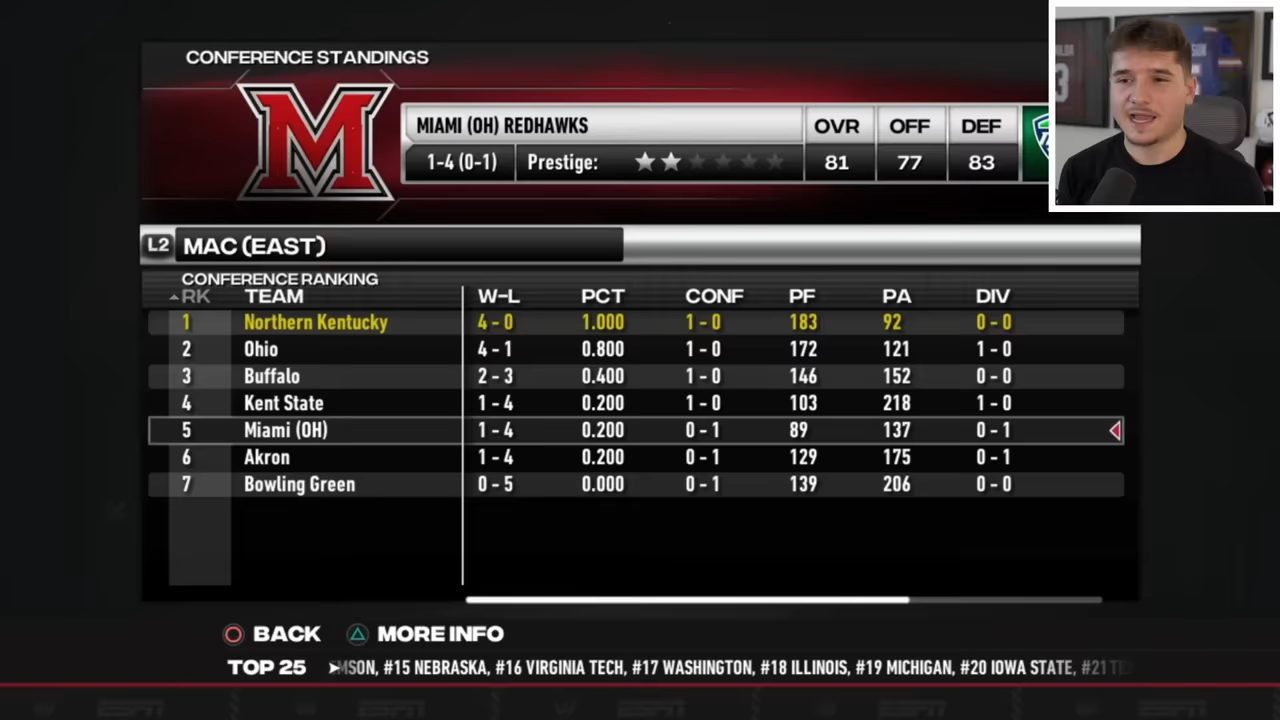 CONFERENCE STANDINGS
M
MIAMI (OH) REDHAWKS OVR OFF DEF
1-4 (0-1) Prestige: 81 77 83
L2 MAC (EAST)
CONFERENCE RANKING
RK TEAM W-L PCT CONF PF PA DIV
1 Northern Kentucky 4 - 0 1.000 1 - 0 183 92 0 - 0
2 Ohio 4 - 1 0.800 1 - 0 172 121 1 - 0
3 Buffalo 2 - 3 0.400 1 - 0 146 152 0 - 0
4 Kent State 1 - 4 0.200 1 - 0 103 218 1 - 0
5 Miami (OH) 1 - 4 0.200 0 - 1 89 137 0 - 1
6 Akron 1 - 4 0.200 0 - 1 129 175 0 - 1
7 Bowling Green 0 - 5 0.000 0 - 1 139 206 0 - 0
BACK MORE INFO
TOP 25 MSON, #15 NEBRASKA, #16 VIRGINIA TECH, #17 WASHINGTON, #18 ILLINOIS, #19 MICHIGAN, #20 IOWA STATE, #21